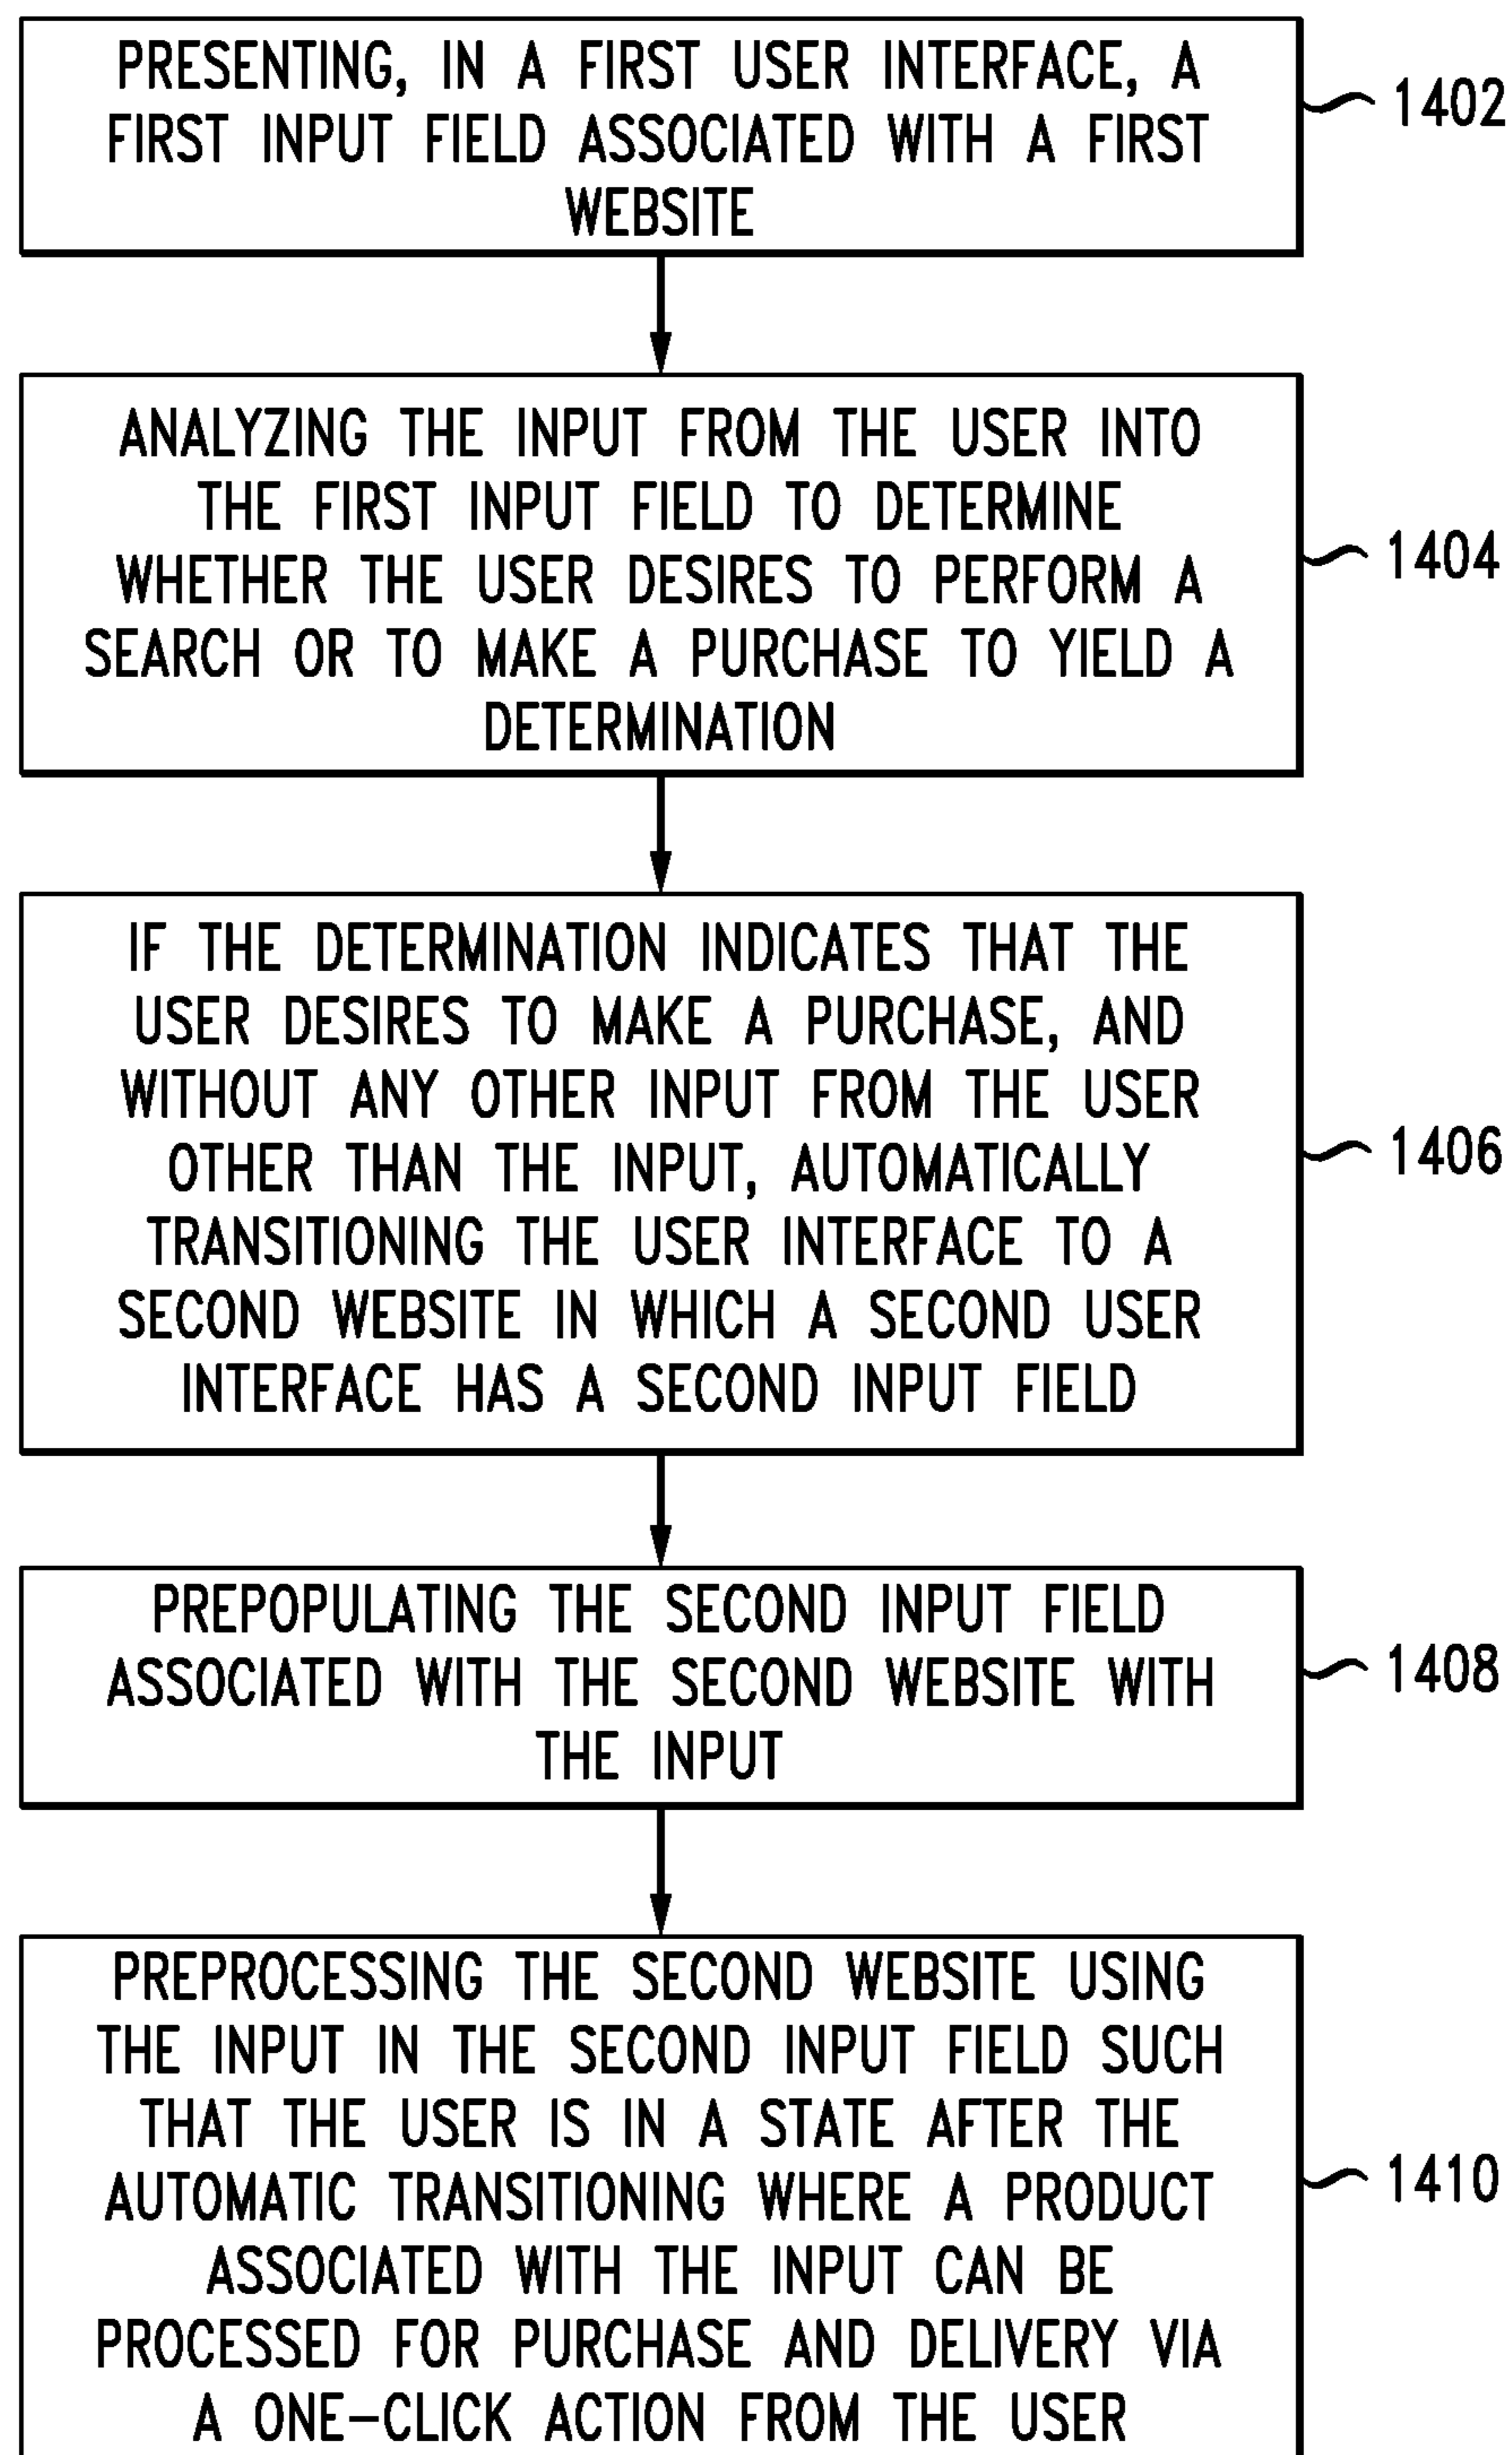 PRESENTING, IN A FIRST USER INTERFACE, A
FIRST INPUT FIELD ASSOCIATED WITH A FIRST
WEBSITE
1402
ANALYZING THE INPUT FROM THE USER INTO
THE FIRST INPUT FIELD TO DETERMINE
WHETHER THE USER DESIRES TO PERFORM A
SEARCH OR TO MAKE A PURCHASE TO YIELD A
DETERMINATION
1404
IF THE DETERMINATION INDICATES THAT THE
USER DESIRES TO MAKE A PURCHASE, AND
WITHOUT ANY OTHER INPUT FROM THE USER
OTHER THAN THE INPUT, AUTOMATICALLY
TRANSITIONING THE USER INTERFACE TO A
SECOND WEBSITE IN WHICH A SECOND USER
INTERFACE HAS A SECOND INPUT FIELD
1406
PREPOPULATING THE SECOND INPUT FIELD
ASSOCIATED WITH THE SECOND WEBSITE WITH
THE INPUT
1408
PREPROCESSING THE SECOND WEBSITE USING
THE INPUT IN THE SECOND INPUT FIELD SUCH
THAT THE USER IS IN A STATE AFTER THE
AUTOMATIC TRANSITIONING WHERE A PRODUCT
ASSOCIATED WITH THE INPUT CAN BE
PROCESSED FOR PURCHASE AND DELIVERY VIA
A ONE-CLICK ACTION FROM THE USER
1410